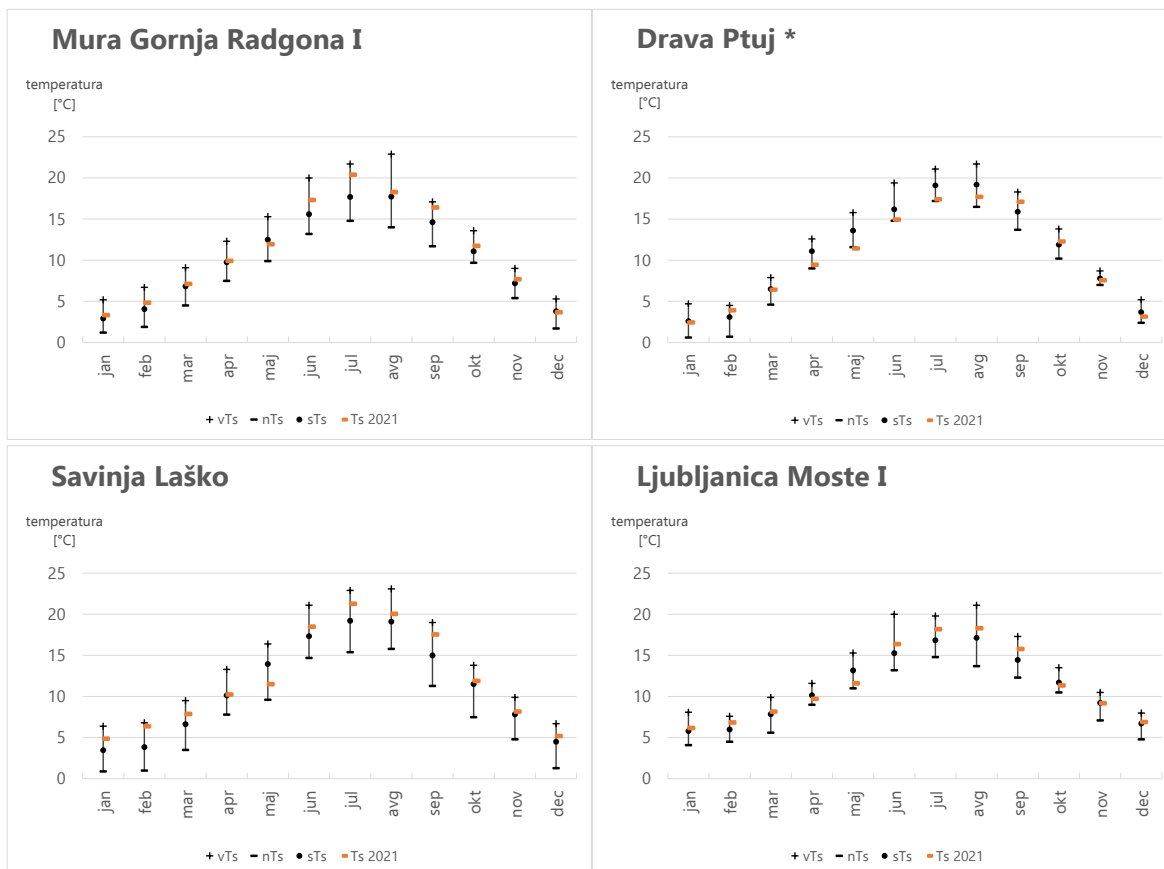 Mura Gornja Radgona I
temperatura
[°C]
25
20
15
10
5
0
jan feb mar apr maj jun jul avg sep okt nov dec
vTs nTs sTs Ts 2021
Drava Ptuj *
temperatura
[°C]
25
20
15
10
5
0
jan feb mar apr maj jun jul avg sep okt nov dec
vTs nTs sTs Ts 2021
Savinja Laško
temperatura
[°C]
25
20
15
10
5
0
jan feb mar apr maj jun jul avg sep okt nov dec
vTs nTs sTs Ts 2021
Ljubljanica Moste I
temperatura
[°C]
25
20
15
10
5
0
jan feb mar apr maj jun jul avg sep okt nov dec
vTs nTs sTs Ts 2021